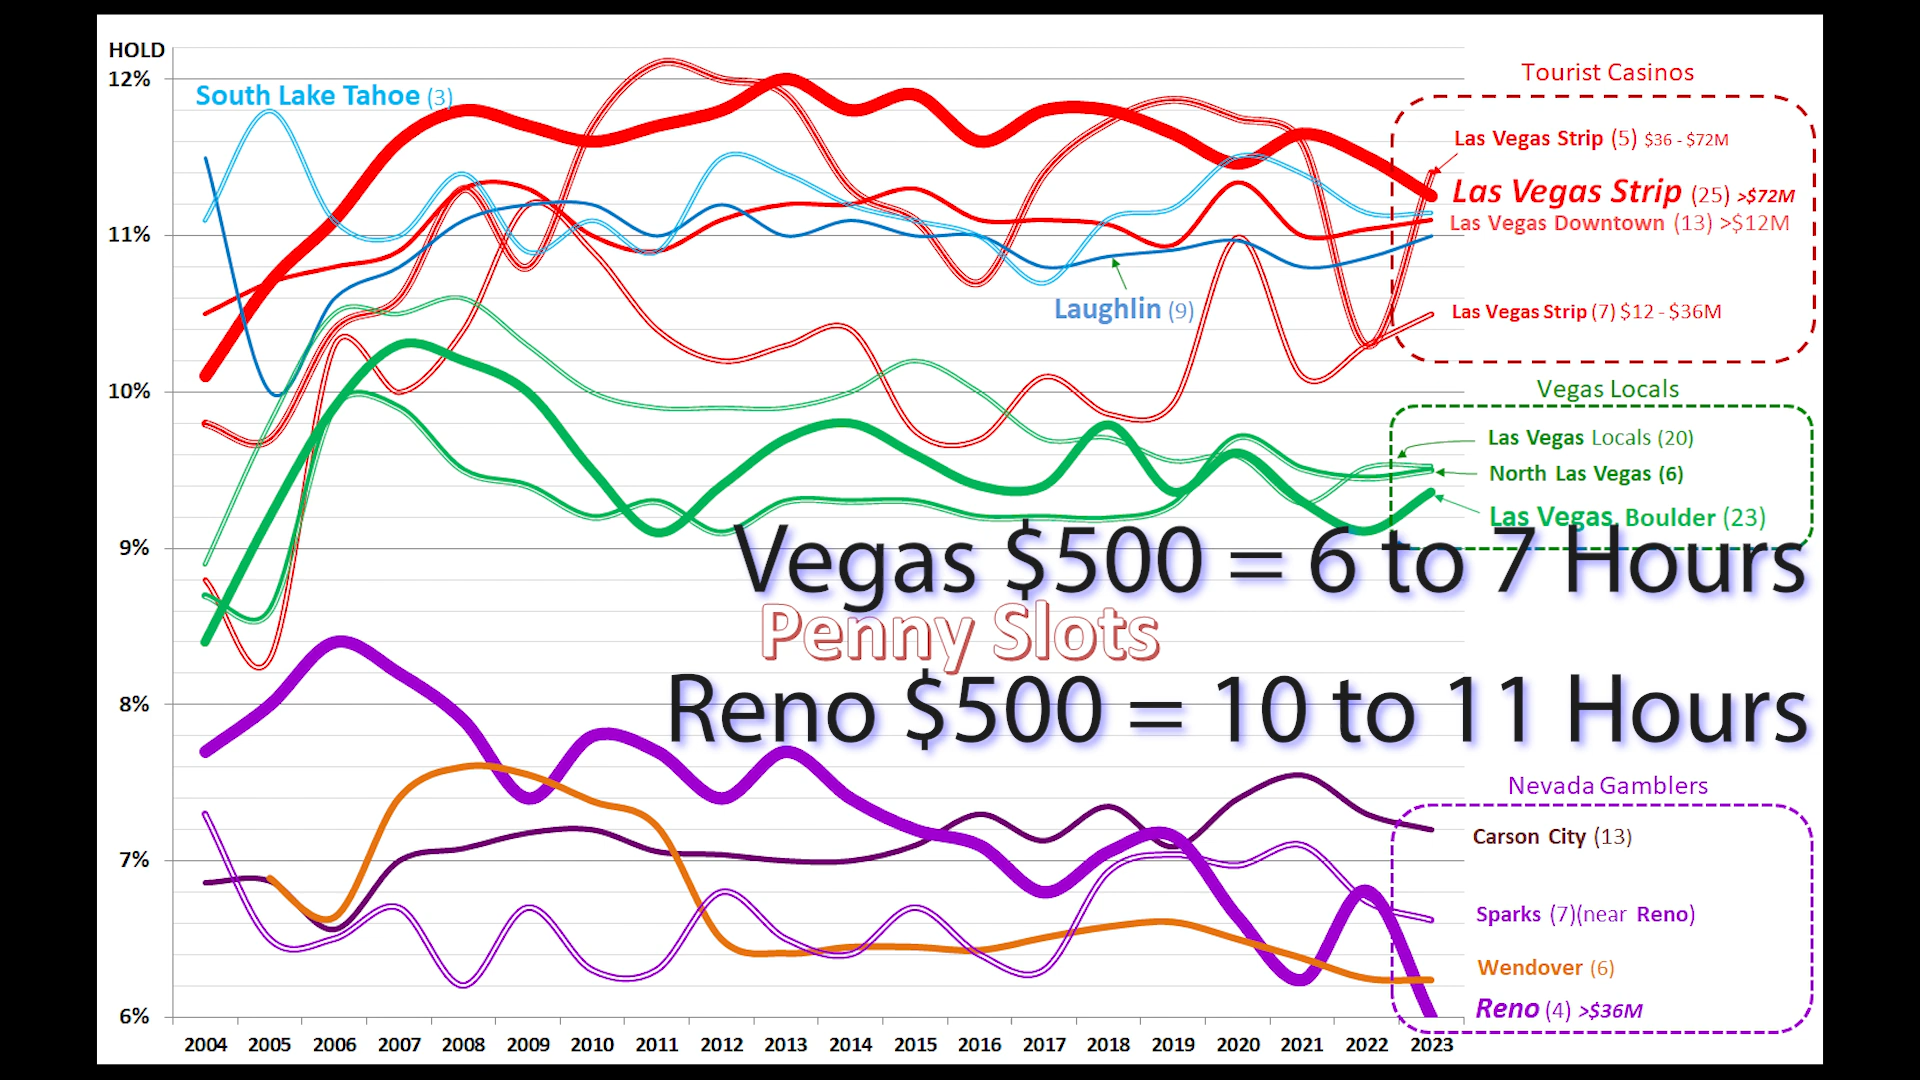 HOLD
12%
11%
10%
9%
8%
7%
6%
South Lake Tahoe (3)
Laughlin (9)
Tourist Casinos
Las Vegas Strip (5) $36 - $72M
Las Vegas Strip (25) >$72M
Las Vegas Downtown (13) >$12M
Las Vegas Strip (7) $12 - $36M
Vegas Locals
Las Vegas Locals (20)
North Las Vegas (6)
Las Vegas Boulder (23)
Vegas $500 = 6 to 7 Hours
Penny Slots
Reno $500 = 10 to 11 Hours
Nevada Gamblers
Carson City (13)
Sparks (7)(near Reno)
Wendover (6)
Reno (4) >$36M
2004 2005 2006 2007 2008 2009 2010 2011 2012 2013 2014 2015 2016 2017 2018 2019 2020 2021 2022 2023